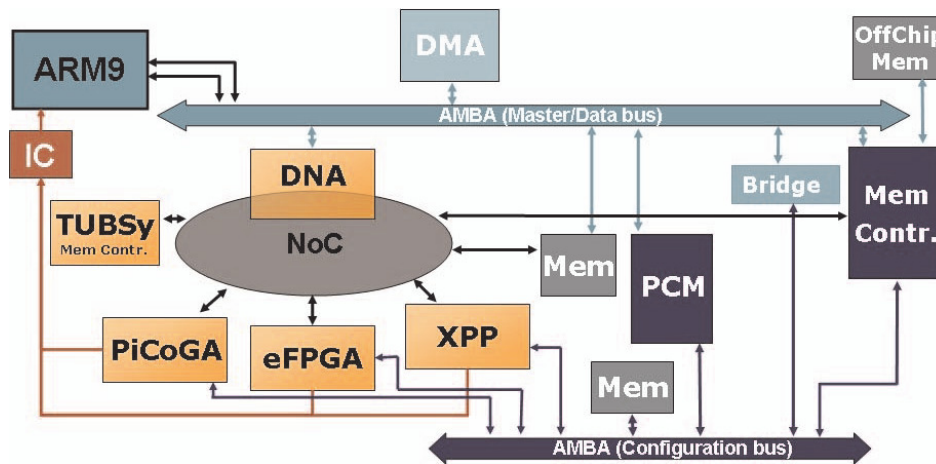 DMA
OffChip
Mem
ARM9
AMBA (Master/Data bus)
IC
DNA
Bridge
Mem
Contr.
TUBSy
Mem Contr.
NoC
Mem
PCM
PiCoGA
eFPGA
XPP
Mem
AMBA (Configuration bus)